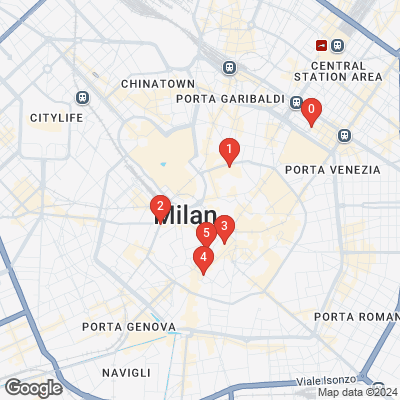 CENTRAL
STATION AREA
CHINATOWN
PORTA GARIBALDI
0
CITYLIFE
1
PORTA VENEZIA
2
Milan
3
5
4
PORTA ROMAN
PORTA GENOVA
NAVIGLI
Viale Isonzo
Google
Map data ©2024